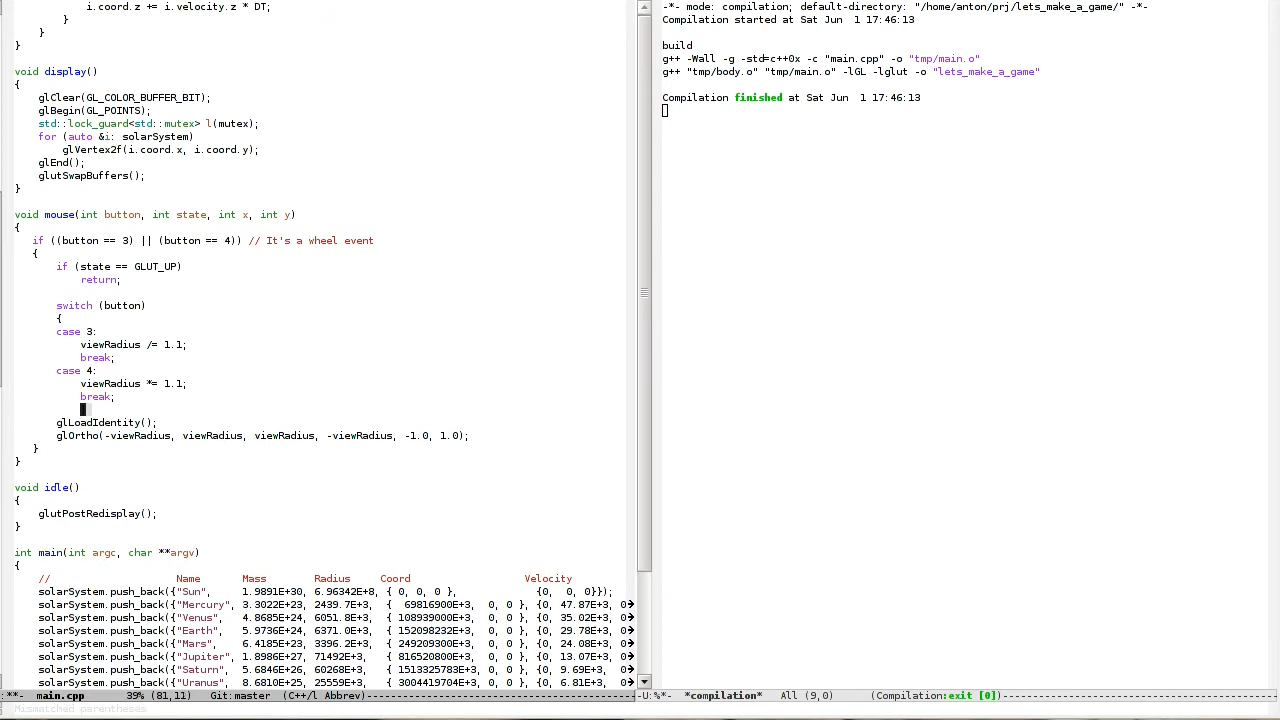 i.coord.z += i.velocity.z * DT;
        }
    }
}

void display()
{
    glClear(GL_COLOR_BUFFER_BIT);
    glBegin(GL_POINTS);
    std::lock_guard<std::mutex> l(mutex);
    for (auto &i: solarSystem)
        glVertex2f(i.coord.x, i.coord.y);
    glEnd();
    glutSwapBuffers();
}

void mouse(int button, int state, int x, int y)
{
   if ((button == 3) || (button == 4)) // It's a wheel event
   {
       if (state == GLUT_UP)
           return;

       switch (button)
       {
       case 3:
           viewRadius /= 1.1;
           break;
       case 4:
           viewRadius *= 1.1;
           break;

       glLoadIdentity();
       glOrtho(-viewRadius, viewRadius, viewRadius, -viewRadius, -1.0, 1.0);
   }
}

void idle()
{
    glutPostRedisplay();
}

int main(int argc, char **argv)
{
    //                     Name       Mass        Radius     Coord                   Velocity
    solarSystem.push_back({"Sun",     1.9891E+30, 6.96342E+8, { 0, 0, 0 },             {0,  0, 0}});
    solarSystem.push_back({"Mercury", 3.3022E+23, 2439.7E+3,  {   69816900E+3,  0, 0 }, {0, 47.87E+3, 0
    solarSystem.push_back({"Venus",   4.8685E+24, 6051.8E+3,  {  108939000E+3,  0, 0 }, {0, 35.02E+3, 0
    solarSystem.push_back({"Earth",   5.9736E+24, 6371.0E+3,  {  152098232E+3,  0, 0 }, {0, 29.78E+3, 0
    solarSystem.push_back({"Mars",    6.4185E+23, 3396.2E+3,  {  249209300E+3,  0, 0 }, {0, 24.08E+3, 0
    solarSystem.push_back({"Jupiter", 1.8986E+27, 71492E+3,   {  816520800E+3,  0, 0 }, {0, 13.07E+3, 0
    solarSystem.push_back({"Saturn",  5.6846E+26, 60268E+3,   { 1513325783E+3,  0, 0 }, {0,  9.69E+3, 0
    solarSystem.push_back({"Uranus",  8.6810E+25, 25559E+3,   { 3004419704E+3,  0, 0 }, {0,  6.81E+3, 0
:**-  main.cpp       39% (81,11)    Git:master  (C++/l Abbrev)
Mismatched parentheses
-*- mode: compilation; default-directory: "/home/anton/prj/lets_make_a_game/" -*-
Compilation started at Sat Jun  1 17:46:13

build
g++ -Wall -g -std=c++0x -c "main.cpp" -o "tmp/main.o"
g++ "tmp/body.o" "tmp/main.o" -lGL -lglut -o "lets_make_a_game"

Compilation finished at Sat Jun  1 17:46:13
-U:%*-  *compilation*   All (9,0)      (Compilation:exit [0])